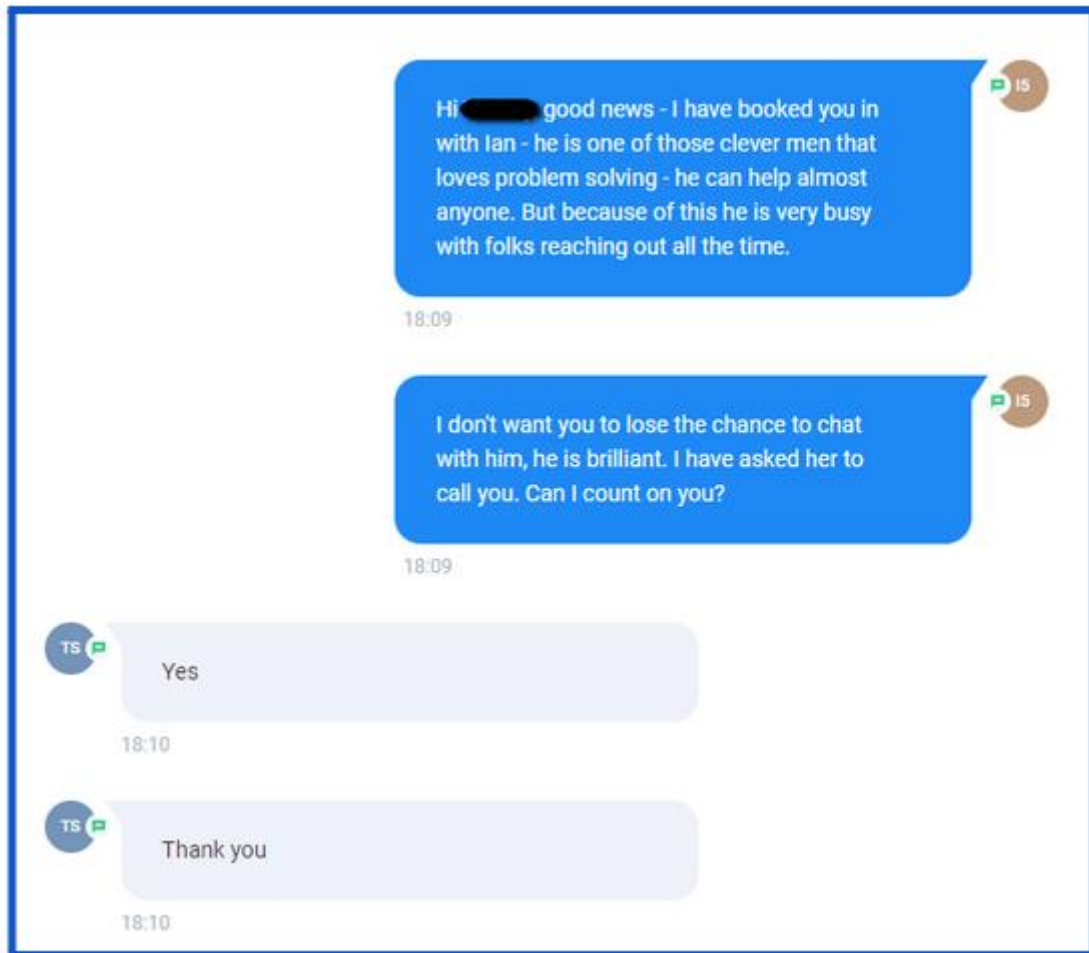 Hi good news - I have booked you in
with Ian - he is one of those clever men that
loves problem solving - he can help almost
anyone. But because of this he is very busy
with folks reaching out all the time.
I5
18:09
I don't want you to lose the chance to chat
with him, he is brilliant. I have asked her to
call you. Can I count on you?
I5
18:09
TS
Yes
18:10
TS
Thank you
18:10